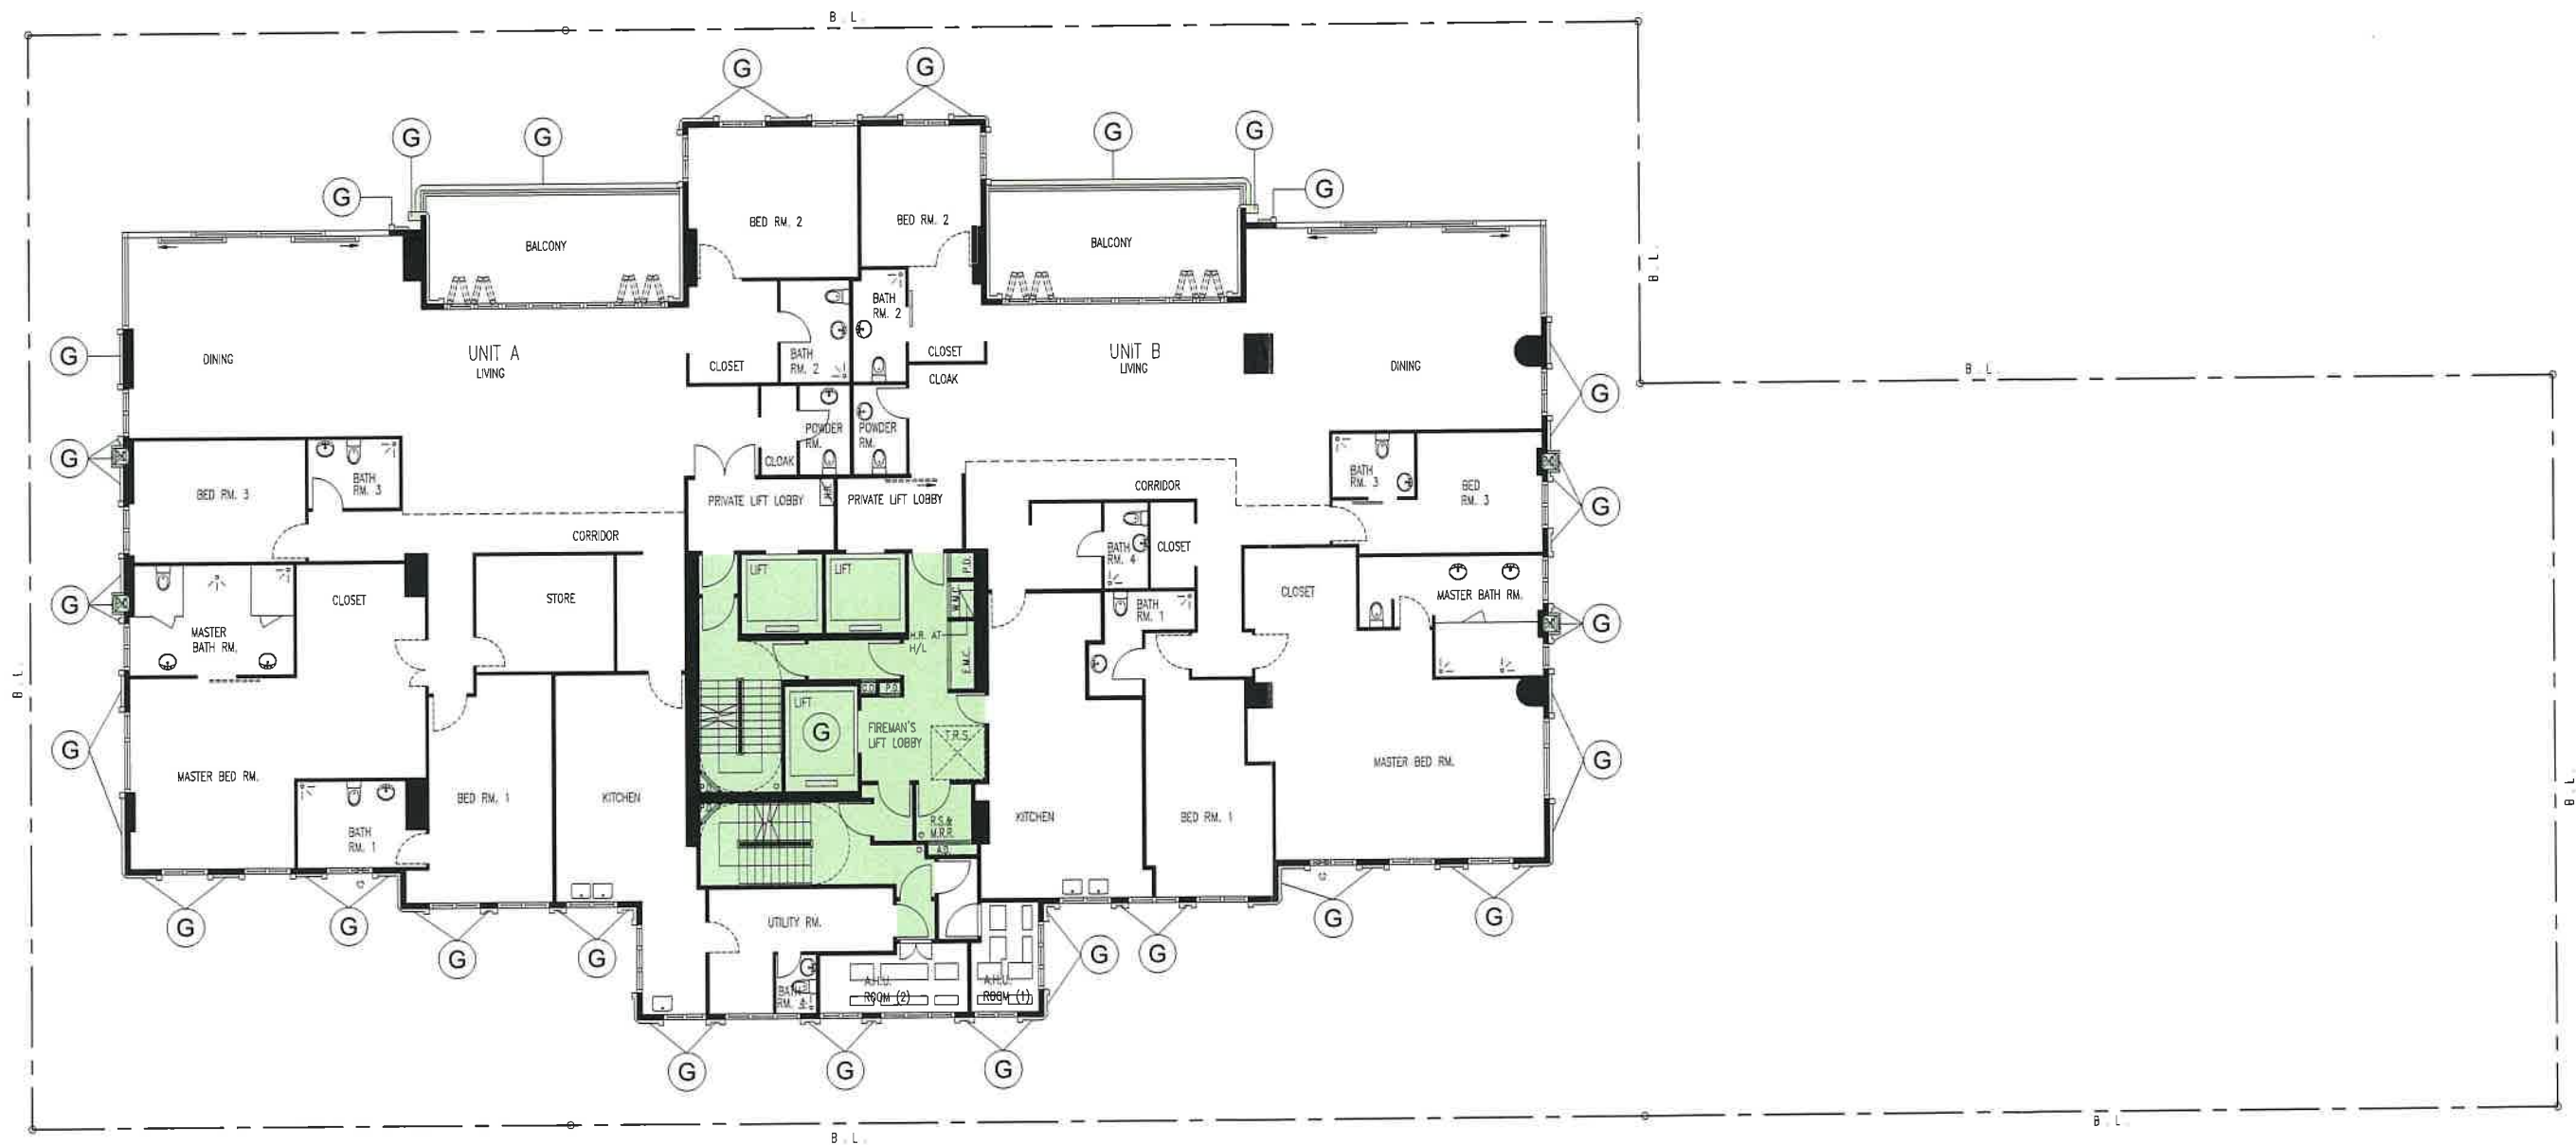 B.L.
G
G
G
G
G
G
G
G
BED RM. 2
BED RM. 2
BALCONY
BALCONY
B.L.
BATH
RM. 2
UNIT A
LIVING
DINING
G
CLOSET
BATH
RM. 2
CLOSET
CLOAK
UNIT B
LIVING
DINING
B.L.
G
POWDER
RM.
POWDER
RM.
CLOAK
G
BATH
RM. 3
BED RM. 3
PRIVATE LIFT LOBBY
H.R.
PRIVATE LIFT LOBBY
CORRIDOR
BATH
RM. 3
BED
RM. 3
G
CORRIDOR
BATH
RM. 4
CLOSET
LIFT
LIFT
P.D.
W.M.C.
G
CLOSET
STORE
MASTER
BATH RM.
H.R. AT
H/L
E.M.C.
BATH
RM. 1
CLOSET
MASTER BATH RM.
G
B.L.
P.D.
LIFT
G
FIREMAN'S
LIFT LOBBY
T.R.S.
G
MASTER BED RM.
BED RM. 1
KITCHEN
MASTER BED RM.
G
B.L.
BATH
RM. 1
R.S.&
M.R.R.
KITCHEN
BED RM. 1
A.D.
G
G
G
G
UTILITY RM.
G
G
G
G
BATH
RM. 4
A.H.U.
ROOM (2)
A.H.U.
ROOM (1)
G
G
G
B.L.
B.L.